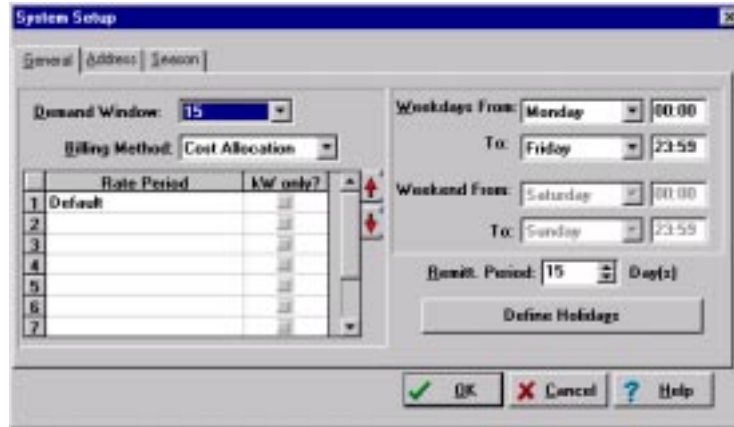 System Setup
General Address Season
Demand Window: 15
Billing Method: Cost Allocation
Rate Period kW only?
1 Default
2
3
4
5
6
7
Weekdays From: Monday 00:00
To: Friday 23:59
Weekend From: Saturday 00:00
To: Sunday 23:59
Remitt. Period: 15 Day(s)
Define Holidays
OK Cancel Help